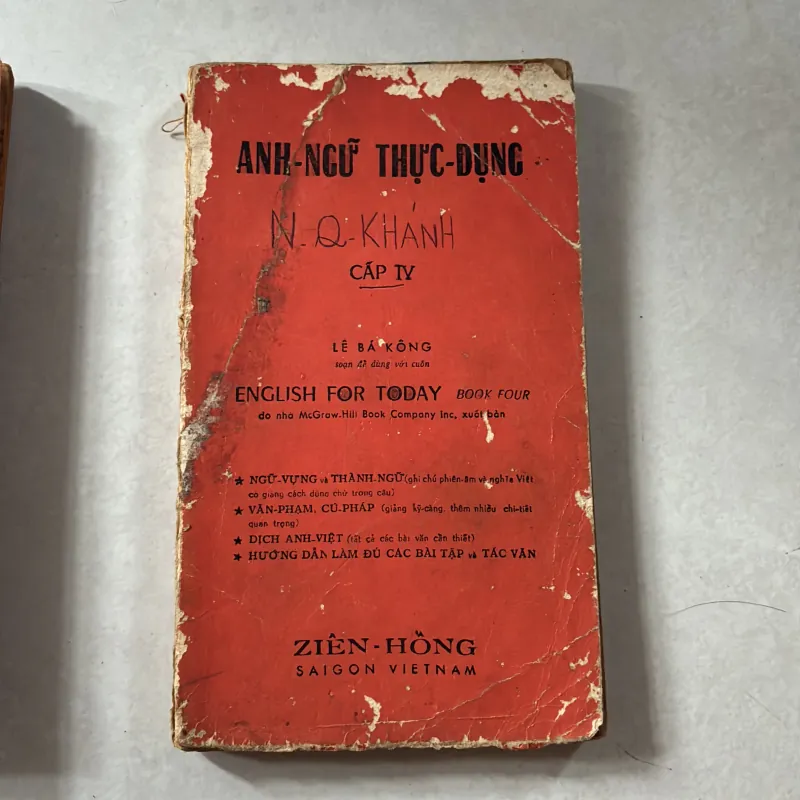 ANH-NGỮ THỰC-DỤNG
N-Q-KHÁNH
CẤP IV
LÊ BÁ KÔNG
soạn để dùng với cuốn
ENGLISH FOR TODAY BOOK FOUR
do nhà McGraw-Hill Book Company Inc, xuất bản
★ NGỮ-VỰNG và THÀNH-NGỮ (ghi chú phiên-âm và nghĩa Việt
có giảng cách dùng chữ trong câu)
★ VĂN-PHẠM, CÚ-PHÁP (giảng kỹ-càng, thêm nhiều chi-tiết
quan trọng)
★ DỊCH ANH-VIỆT (tất cả các bài văn cần thiết)
★ HƯỚNG DẪN LÀM ĐỦ CÁC BÀI TẬP và TÁC VĂN
ZIÊN-HỒNG
SAIGON VIETNAM